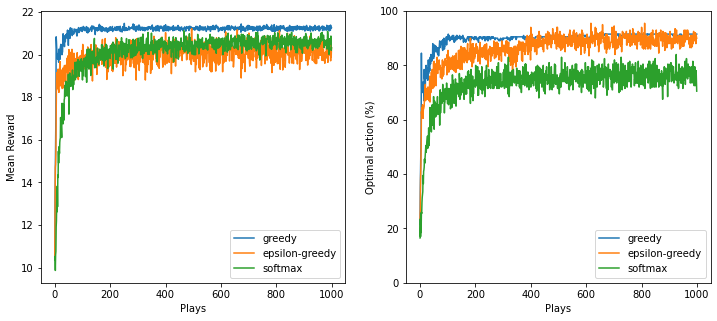 22
20
18
16
14
12
10
Mean Reward
0 200 400 600 800 1000
Plays
greedy
epsilon-greedy
softmax
100
80
60
40
20
0
Optimal action (%)
0 200 400 600 800 1000
Plays
greedy
epsilon-greedy
softmax